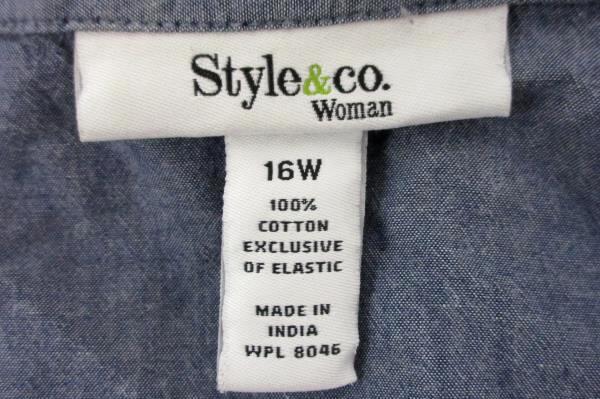 Style&co.
Woman
16W
100%
COTTON
EXCLUSIVE
OF ELASTIC
MADE IN
INDIA
WPL 8046